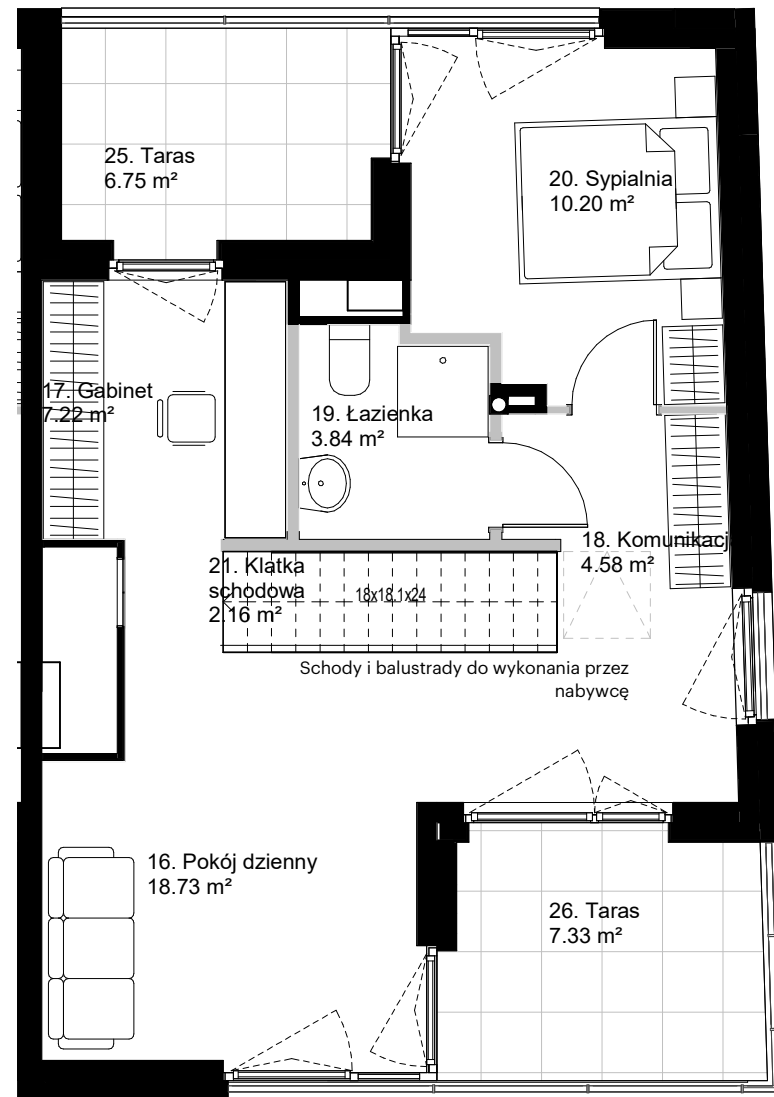 25. Taras
6.75 m²
20. Sypialnia
10.20 m²
17. Gabinet
7.22 m²
19. Łazienka
3.84 m²
18. Komunikacj
4.58 m²
21. Klatka
schodowa
2.16 m²
18x18,1x24
Schody i balustrady do wykonania przez
nabywcę
16. Pokój dzienny
18.73 m²
26. Taras
7.33 m²